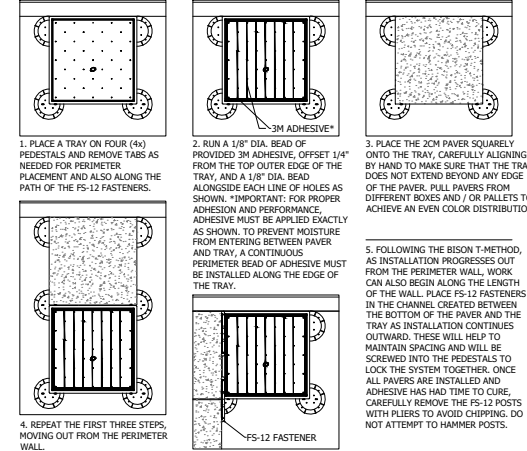 3M ADHESIVE*
1. PLACE A TRAY ON FOUR (4x)
PEDESTALS AND REMOVE TABS AS
NEEDED FOR PERIMETER
PLACEMENT AND ALSO ALONG THE
PATH OF THE FS-12 FASTENERS.
2. RUN A 1/8" DIA. BEAD OF
PROVIDED 3M ADHESIVE, OFFSET 1/4"
FROM THE TOP OUTER EDGE OF THE
TRAY, AND A 1/8" DIA. BEAD
ALONGSIDE EACH LINE OF HOLES AS
SHOWN. *IMPORTANT: FOR PROPER
ADHESION AND PERFORMANCE,
ADHESIVE MUST BE APPLIED EXACTLY
AS SHOWN. TO PREVENT MOISTURE
FROM ENTERING BETWEEN PAVER
AND TRAY, A CONTINUOUS
PERIMETER BEAD OF ADHESIVE MUST
BE INSTALLED ALONG THE EDGE OF
THE TRAY.
3. PLACE THE 2CM PAVER SQUARELY
ONTO THE TRAY, CAREFULLY ALIGNING
BY HAND TO MAKE SURE THAT THE TRA
DOES NOT EXTEND BEYOND ANY EDGE
OF THE PAVER. PULL PAVERS FROM
DIFFERENT BOXES AND / OR PALLETS T
ACHIEVE AN EVEN COLOR DISTRIBUTIO
4. REPEAT THE FIRST THREE STEPS,
MOVING OUT FROM THE PERIMETER
WALL.
FS-12 FASTENER
5. FOLLOWING THE BISON T-METHOD,
AS INSTALLATION PROGRESSES OUT
FROM THE PERIMETER WALL, WORK
CAN ALSO BEGIN ALONG THE LENGTH
OF THE WALL. PLACE FS-12 FASTENERS
IN THE CHANNEL CREATED BETWEEN
THE BOTTOM OF THE PAVER AND THE
TRAY AS INSTALLATION CONTINUES
OUTWARD. THESE WILL HELP TO
MAINTAIN SPACING AND WILL BE
SCREWED INTO THE PEDESTALS TO
LOCK THE SYSTEM TOGETHER. ONCE
ALL PAVERS ARE INSTALLED AND
ADHESIVE HAS HAD TIME TO CURE,
CAREFULLY REMOVE THE FS-12 POSTS
WITH PLIERS TO AVOID CHIPPING. DO
NOT ATTEMPT TO HAMMER POSTS.